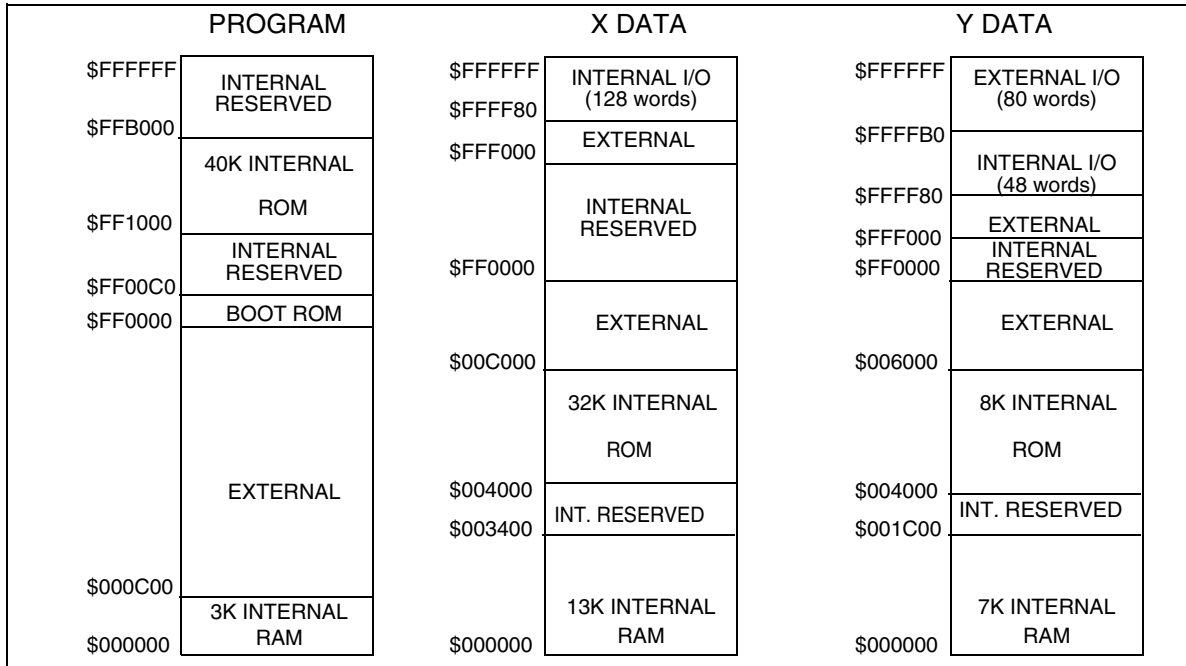 PROGRAM
$FFFFFF
INTERNAL
RESERVED
$FFB000
40K INTERNAL
ROM
$FF1000
INTERNAL
RESERVED
$FF00C0
BOOT ROM
$FF0000
EXTERNAL
$000C00
3K INTERNAL
RAM
$000000
X DATA
$FFFFFF
INTERNAL I/O
(128 words)
$FFFF80
EXTERNAL
$FFF000
INTERNAL
RESERVED
$FF0000
EXTERNAL
$00C000
32K INTERNAL
ROM
$004000
INT. RESERVED
$003400
13K INTERNAL
RAM
$000000
Y DATA
$FFFFFF
EXTERNAL I/O
(80 words)
$FFFFB0
INTERNAL I/O
(48 words)
$FFFF80
EXTERNAL
$FFF000
INTERNAL
RESERVED
$FF0000
EXTERNAL
$006000
8K INTERNAL
ROM
$004000
INT. RESERVED
$001C00
7K INTERNAL
RAM
$000000